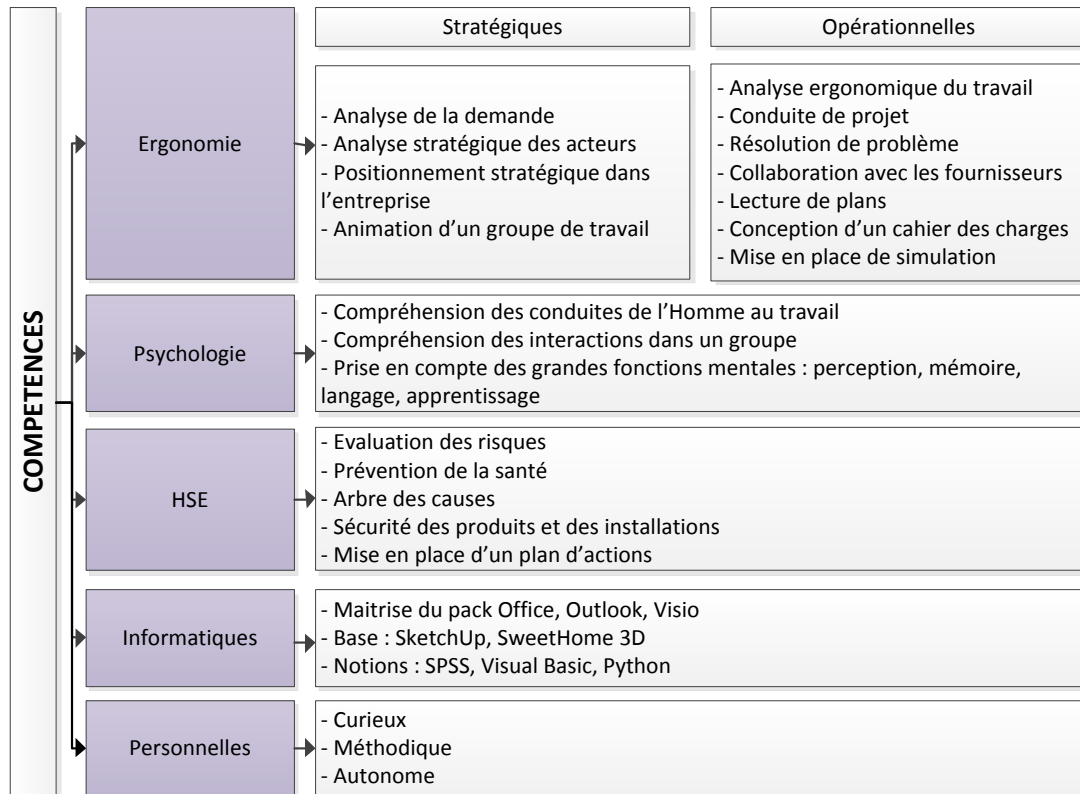 COMPETENCES
Stratégiques
Opérationnelles
Ergonomie
- Analyse de la demande
- Analyse stratégique des acteurs
- Positionnement stratégique dans
l’entreprise
- Animation d’un groupe de travail
- Analyse ergonomique du travail
- Conduite de projet
- Résolution de problème
- Collaboration avec les fournisseurs
- Lecture de plans
- Conception d’un cahier des charges
- Mise en place de simulation
Psychologie
- Compréhension des conduites de l’Homme au travail
- Compréhension des interactions dans un groupe
- Prise en compte des grandes fonctions mentales : perception, mémoire,
langage, apprentissage
HSE
- Evaluation des risques
- Prévention de la santé
- Arbre des causes
- Sécurité des produits et des installations
- Mise en place d’un plan d’actions
Informatiques
- Maitrise du pack Office, Outlook, Visio
- Base : SketchUp, SweetHome 3D
- Notions : SPSS, Visual Basic, Python
Personnelles
- Curieux
- Méthodique
- Autonome